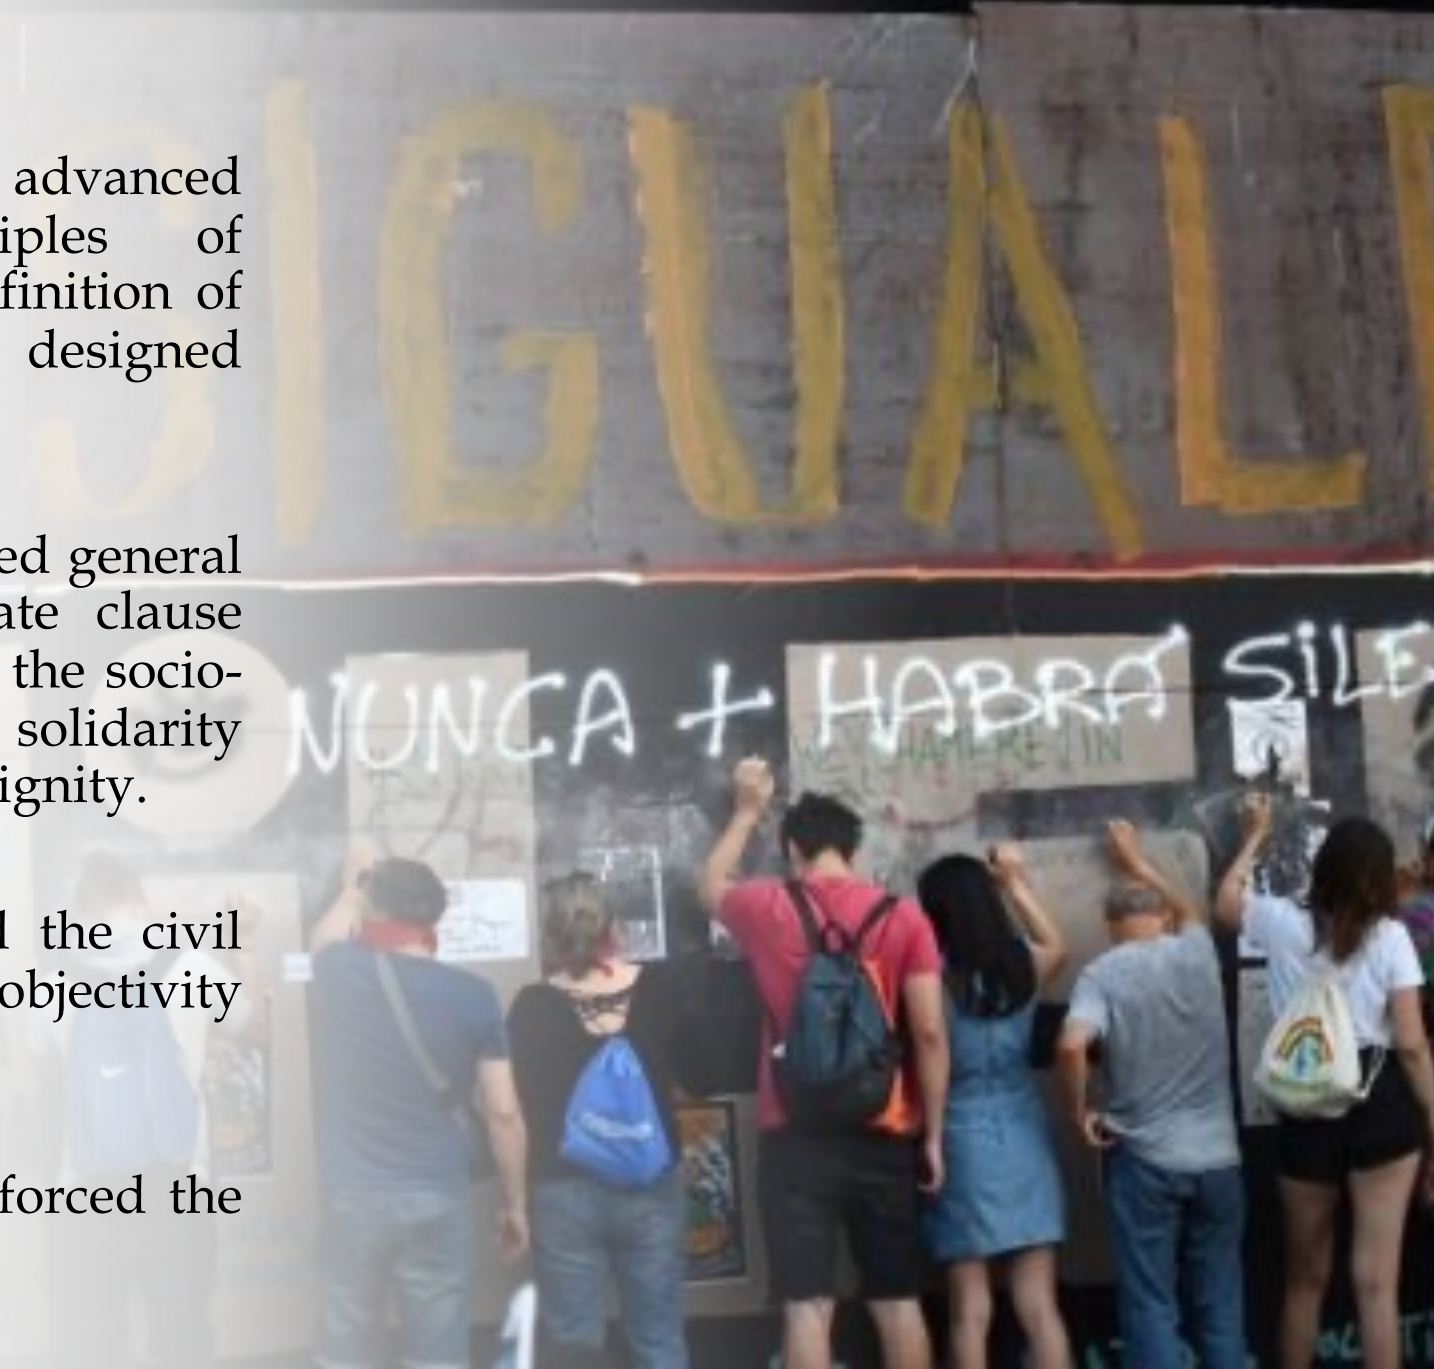 advanced
iples of
finition of
designed
ed general
ate clause
the socio-
solidarity
ignity.
d the civil
objectivity
forced the
SIGUAL
NUNCA + HABRÁ SILE